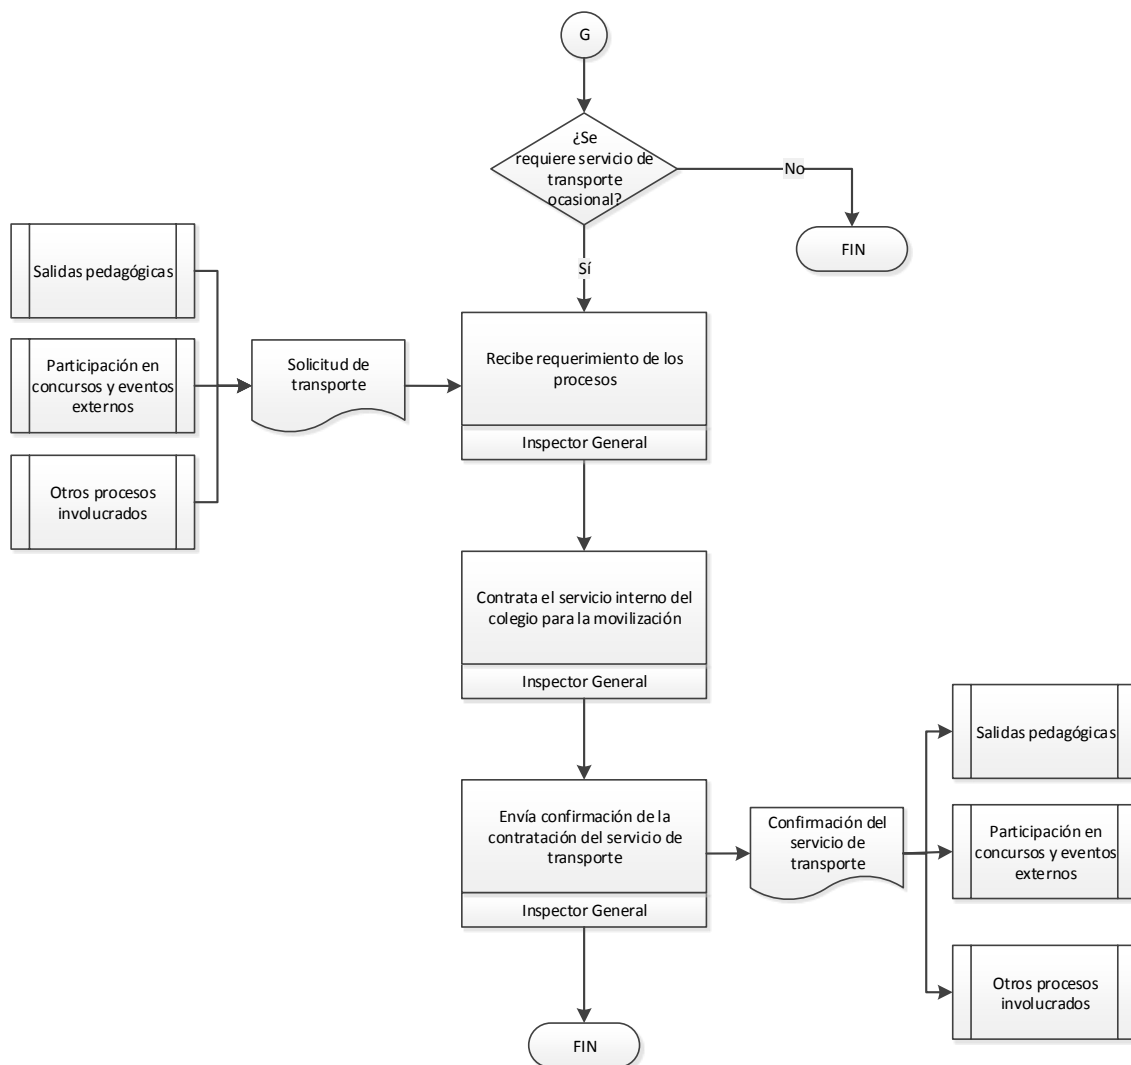 G
¿Se
requiere servicio de
transporte
ocasional?
No
FIN
Sí
Salidas pedagógicas
Participación en
concursos y eventos
externos
Otros procesos
involucrados
Solicitud de
transporte
Recibe requerimiento de los
procesos
Inspector General
Contrata el servicio interno del
colegio para la movilización
Inspector General
Envía confirmación de la
contratación del servicio de
transporte
Inspector General
Confirmación del
servicio de
transporte
Salidas pedagógicas
Participación en
concursos y eventos
externos
Otros procesos
involucrados
FIN